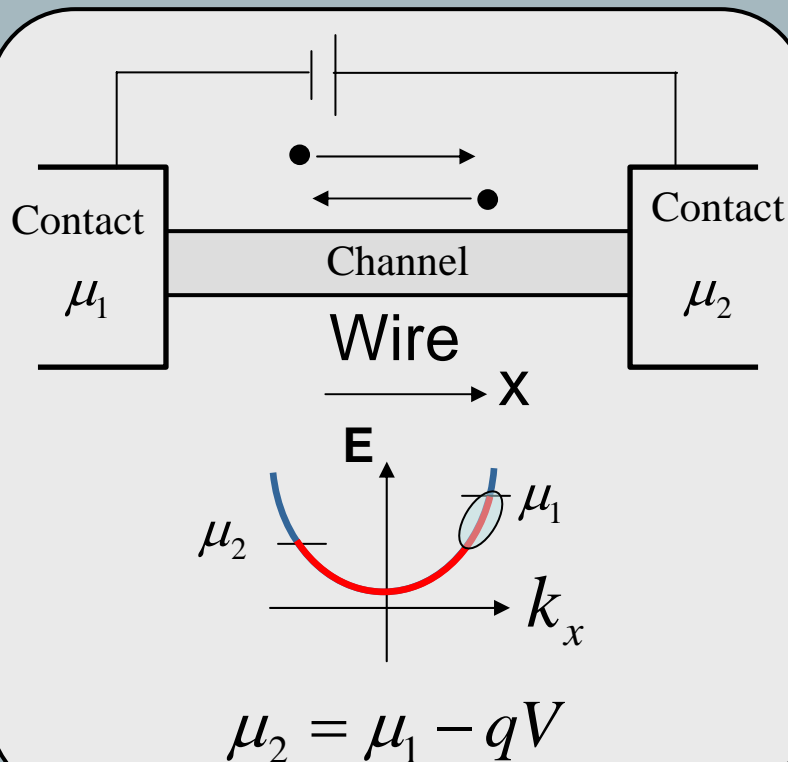 Contact
μ₁
Contact
μ₂
Channel
Wire
x
E
μ₁
μ₂
kₓ
μ₂ = μ₁ − qV